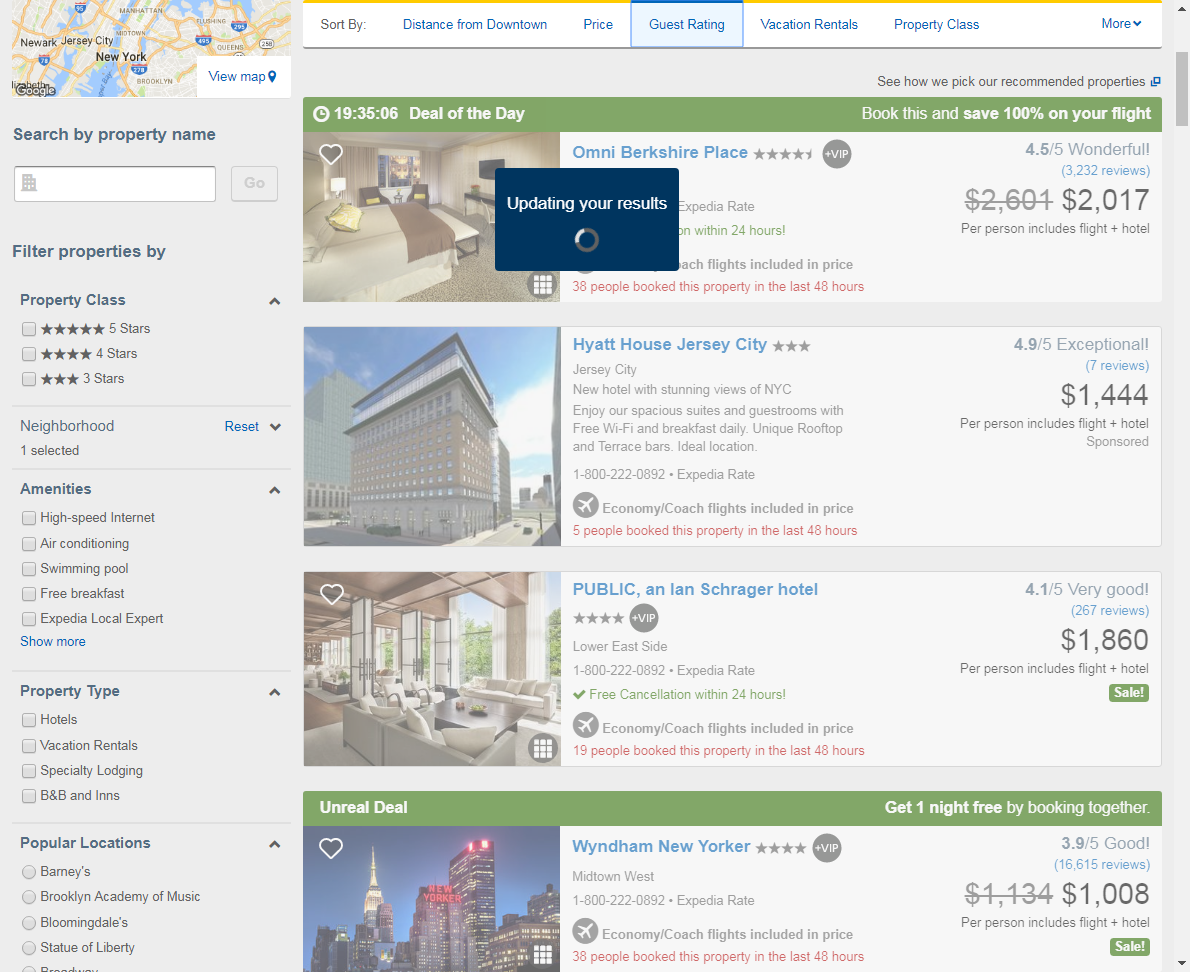 MANHATTAN
FLUSHING
MIDTOWN
Newark
Jersey City
QUEENS
New York
BROOKLYN
95
295
495
258
78
278
Google
View map
Search by property name
Go
Filter properties by
Property Class
5 Stars
4 Stars
3 Stars
Neighborhood
Reset
1 selected
Amenities
High-speed Internet
Air conditioning
Swimming pool
Free breakfast
Expedia Local Expert
Show more
Property Type
Hotels
Vacation Rentals
Specialty Lodging
B&B and Inns
Popular Locations
Barney's
Brooklyn Academy of Music
Bloomingdale's
Statue of Liberty
Broadway
Sort By:
Distance from Downtown
Price
Guest Rating
Vacation Rentals
Property Class
More
See how we pick our recommended properties
19:35:06 Deal of the Day
Book this and save 100% on your flight
Omni Berkshire Place
+VIP
Updating your results
Expedia Rate
on within 24 hours!
ach flights included in price
38 people booked this property in the last 48 hours
4.5/5 Wonderful!
(3,232 reviews)
$2,601 $2,017
Per person includes flight + hotel
Hyatt House Jersey City
Jersey City
New hotel with stunning views of NYC
Enjoy our spacious suites and guestrooms with
Free Wi-Fi and breakfast daily. Unique Rooftop
and Terrace bars. Ideal location.
1-800-222-0892 • Expedia Rate
Economy/Coach flights included in price
5 people booked this property in the last 48 hours
4.9/5 Exceptional!
(7 reviews)
$1,444
Per person includes flight + hotel
Sponsored
PUBLIC, an Ian Schrager hotel
+VIP
Lower East Side
1-800-222-0892 • Expedia Rate
Free Cancellation within 24 hours!
Economy/Coach flights included in price
19 people booked this property in the last 48 hours
4.1/5 Very good!
(267 reviews)
$1,860
Per person includes flight + hotel
Sale!
Unreal Deal
Get 1 night free by booking together.
NEW
YORKER
Wyndham New Yorker
+VIP
Midtown West
1-800-222-0892 • Expedia Rate
Economy/Coach flights included in price
38 people booked this property in the last 48 hours
3.9/5 Good!
(16,615 reviews)
$1,134 $1,008
Per person includes flight + hotel
Sale!